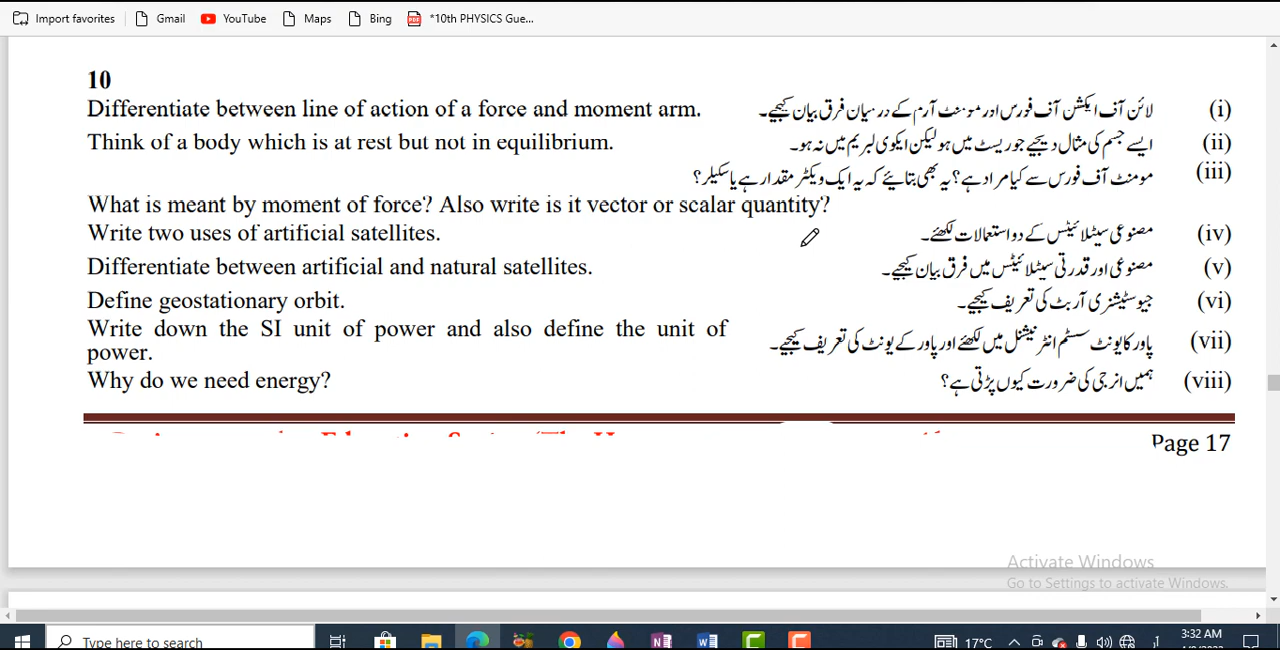 Import favorites Gmail YouTube Maps Bing *10th PHYSICS Gue...
10
Differentiate between line of action of a force and moment arm. لائن آف ایکشن آف فورس اور مومنٹ آرم کے درمیان فرق بیان کیجیے۔ (i)
Think of a body which is at rest but not in equilibrium. ایسے جسم کی مثال دیجیے جو ریسٹ میں ہو لیکن ایکوی لبریم میں نہ ہو۔ (ii)
مومنٹ آف فورس سے کیا مراد ہے؟ یہ بھی بتایئے کہ یہ ایک ویکٹر مقدار ہے یا سکیلر؟ (iii)
What is meant by moment of force? Also write is it vector or scalar quantity?
Write two uses of artificial satellites. مصنوعی سیٹلائیٹس کے دو استعمالات لکھئے۔ (iv)
Differentiate between artificial and natural satellites. مصنوعی اور قدرتی سیٹلائیٹس میں فرق بیان کیجیے۔ (v)
Define geostationary orbit. جیوسٹیشنری آربٹ کی تعریف کیجیے۔ (vi)
Write down the SI unit of power and also define the unit of
power. پاور کا یونٹ سسٹم انٹرنیشنل میں لکھئے اور پاور کے یونٹ کی تعریف کیجیے۔ (vii)
Why do we need energy? ہمیں انرجی کی ضرورت کیوں پڑتی ہے؟ (viii)
Page 17
Activate Windows
Go to Settings to activate Windows.
Type here to search 17°C 3:32 AM